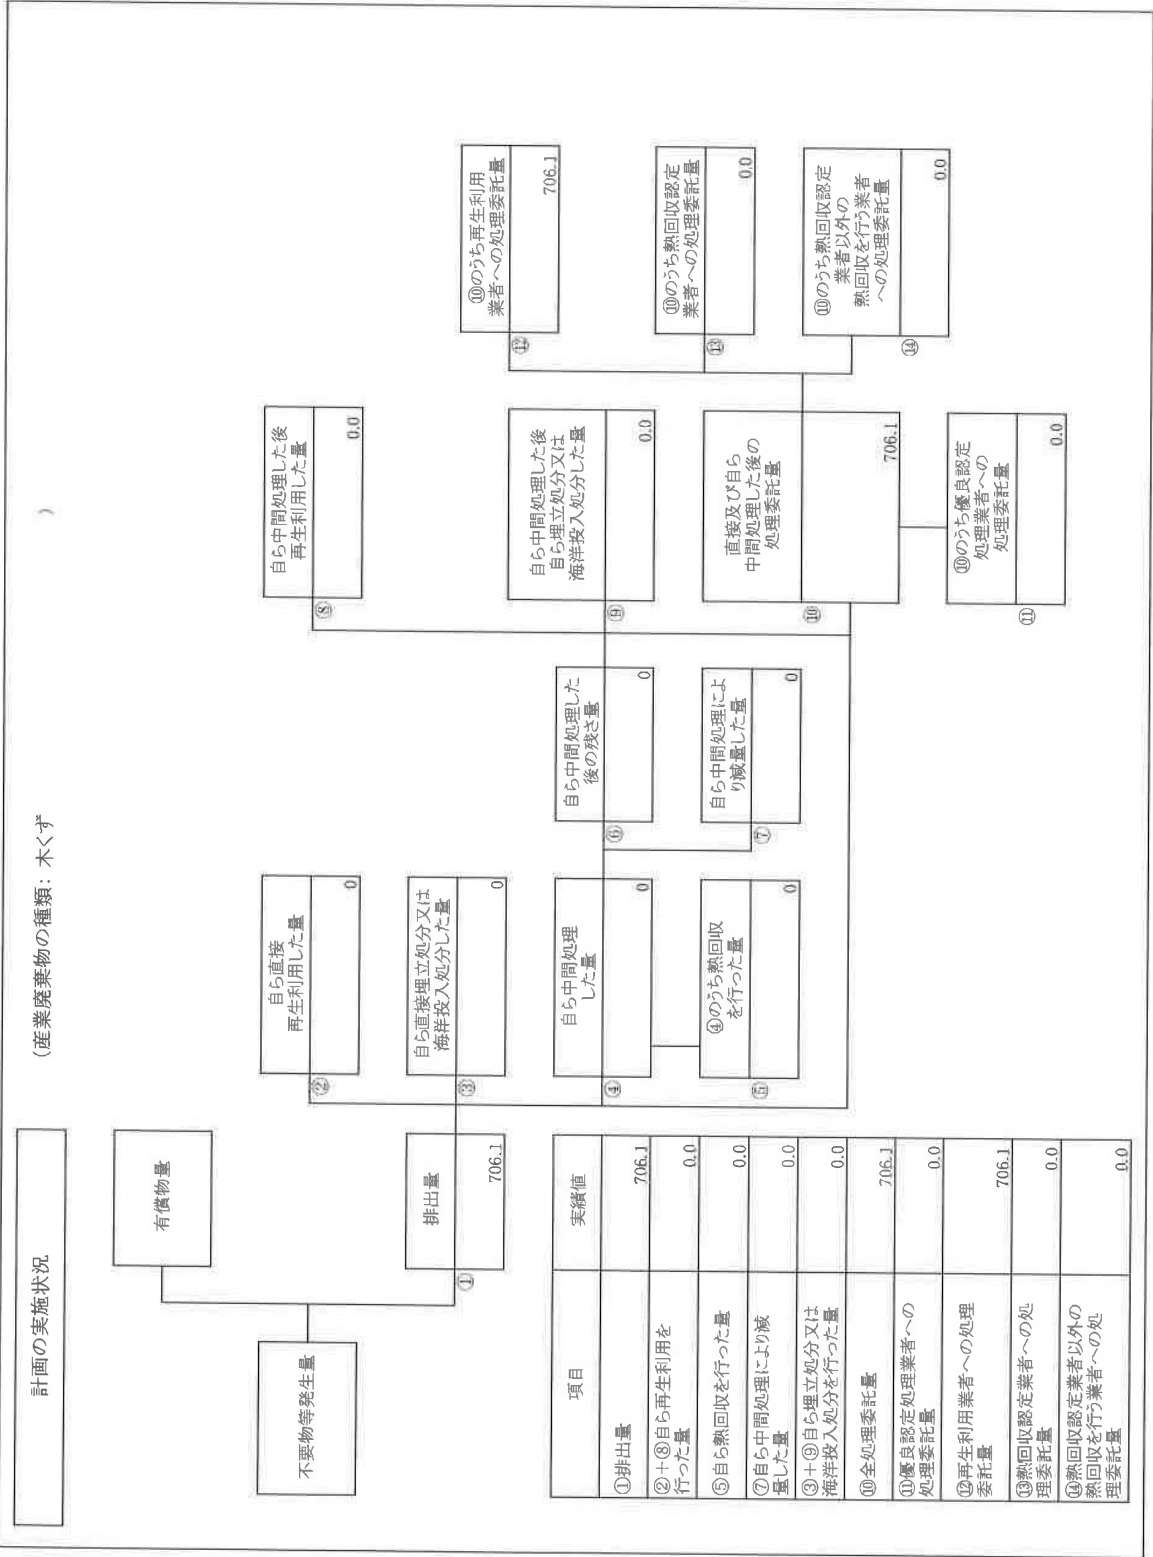 計画の実施状況
（産業廃棄物の種類：木くず　　　）
不要物等発生量
有償物量
①
排出量
706.1
②
自ら直接
再生利用した量
0
③
自ら直接埋立処分又は
海洋投入処分した量
0
④
自ら中間処理
した量
0
⑤
④のうち熱回収
を行った量
0
⑥
自ら中間処理した
後の残さ量
0
⑦
自ら中間処理によ
り減量した量
0
⑧
自ら中間処理した後
再生利用した量
0.0
⑨
自ら中間処理した後
自ら埋立処分又は
海洋投入処分した量
0.0
⑩
直接及び自ら
中間処理した後の
処理委託量
706.1
⑪
⑩のうち優良認定
処理業者への
処理委託量
0.0
⑫
⑩のうち再生利用
業者への処理委託量
706.1
⑬
⑩のうち熱回収認定
業者への処理委託量
0.0
⑭
⑩のうち熱回収認定
業者以外の
熱回収を行う業者
への処理委託量
0.0
項目 実績値
①排出量 706.1
②+⑧自ら再生利用を
行った量 0.0
⑤自ら熱回収を行った量 0.0
⑦自ら中間処理により減
量した量 0.0
③+⑨自ら埋立処分又は
海洋投入処分を行った量 0.0
⑩全処理委託量 706.1
⑪優良認定処理業者への
処理委託量 0.0
⑫再生利用業者への処理
委託量 706.1
⑬熱回収認定業者への処
理委託量 0.0
⑭熱回収認定業者以外の
熱回収を行う業者への処
理委託量 0.0